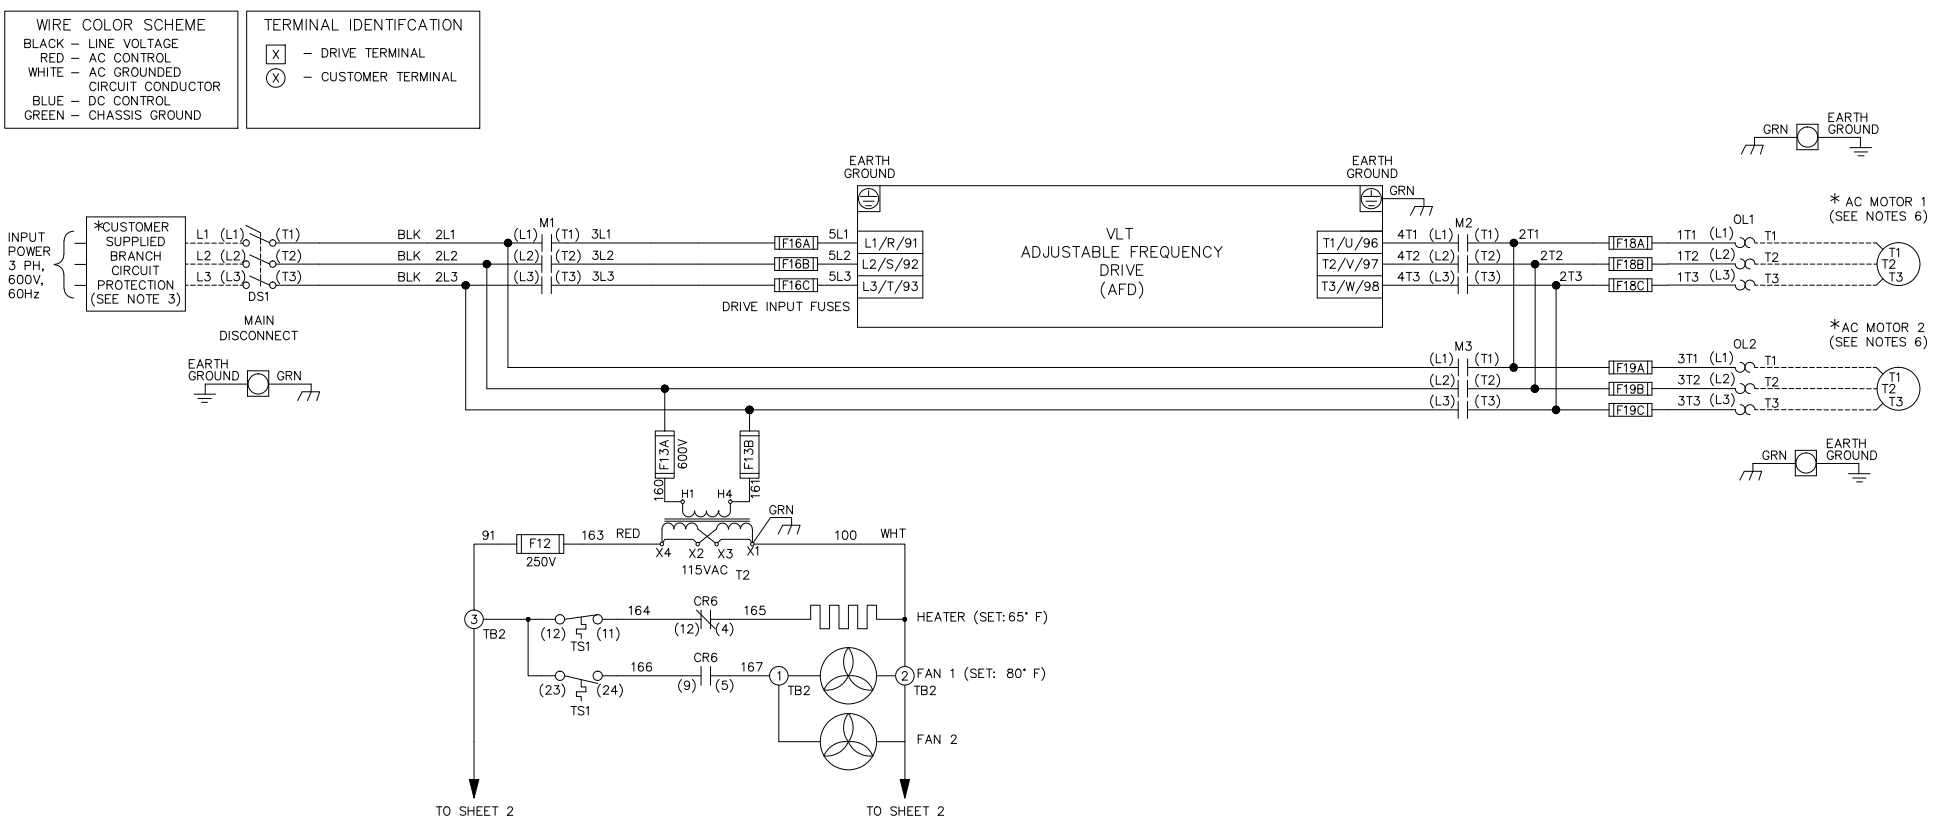 WIRE COLOR SCHEME
BLACK – LINE VOLTAGE
RED – AC CONTROL
WHITE – AC GROUNDED
CIRCUIT CONDUCTOR
BLUE – DC CONTROL
GREEN – CHASSIS GROUND
TERMINAL IDENTIFCATION
X – DRIVE TERMINAL
X – CUSTOMER TERMINAL
INPUT
POWER
3 PH,
600V,
60Hz
*CUSTOMER
SUPPLIED
BRANCH
CIRCUIT
PROTECTION
(SEE NOTE 3)
L1 (L1) (T1) BLK 2L1 (L1) M1 (T1) 3L1 F16A 5L1 L1/R/91
L2 (L2) (T2) BLK 2L2 (L2) (T2) 3L2 F16B 5L2 L2/S/92
L3 (L3) (T3) BLK 2L3 (L3) (T3) 3L3 F16C 5L3 L3/T/93
DS1
MAIN
DISCONNECT
DRIVE INPUT FUSES
EARTH
GROUND
GRN
EARTH
GROUND
VLT
ADJUSTABLE FREQUENCY
DRIVE
(AFD)
EARTH
GROUND
GRN
T1/U/96 4T1 (L1) M2 (T1) 2T1 F18A 1T1 (L1) OL1 T1
T2/V/97 4T2 (L2) (T2) 2T2 F18B 1T2 (L2) T2
T3/W/98 4T3 (L3) (T3) 2T3 F18C 1T3 (L3) T3
GRN
EARTH
GROUND
* AC MOTOR 1
(SEE NOTES 6)
T1
T2
T3
* AC MOTOR 2
(SEE NOTES 6)
(L1) M3 (T1) F19A 3T1 (L1) OL2 T1
(L2) (T2) F19B 3T2 (L2) T2
(L3) (T3) F19C 3T3 (L3) T3
T1
T2
T3
GRN
EARTH
GROUND
F13A
600V
F13B
160
161
H1 H4
GRN
91 F12 163 RED
250V
X4 X2 X3 X1
100 WHT
115VAC T2
3
TB2
(12) (11)
TS1
164
CR6
(12) (4)
165
HEATER (SET:65° F)
(23) (24)
TS1
166
CR6
(9) (5)
167
1
TB2
2
TB2
FAN 1 (SET: 80° F)
FAN 2
TO SHEET 2
TO SHEET 2